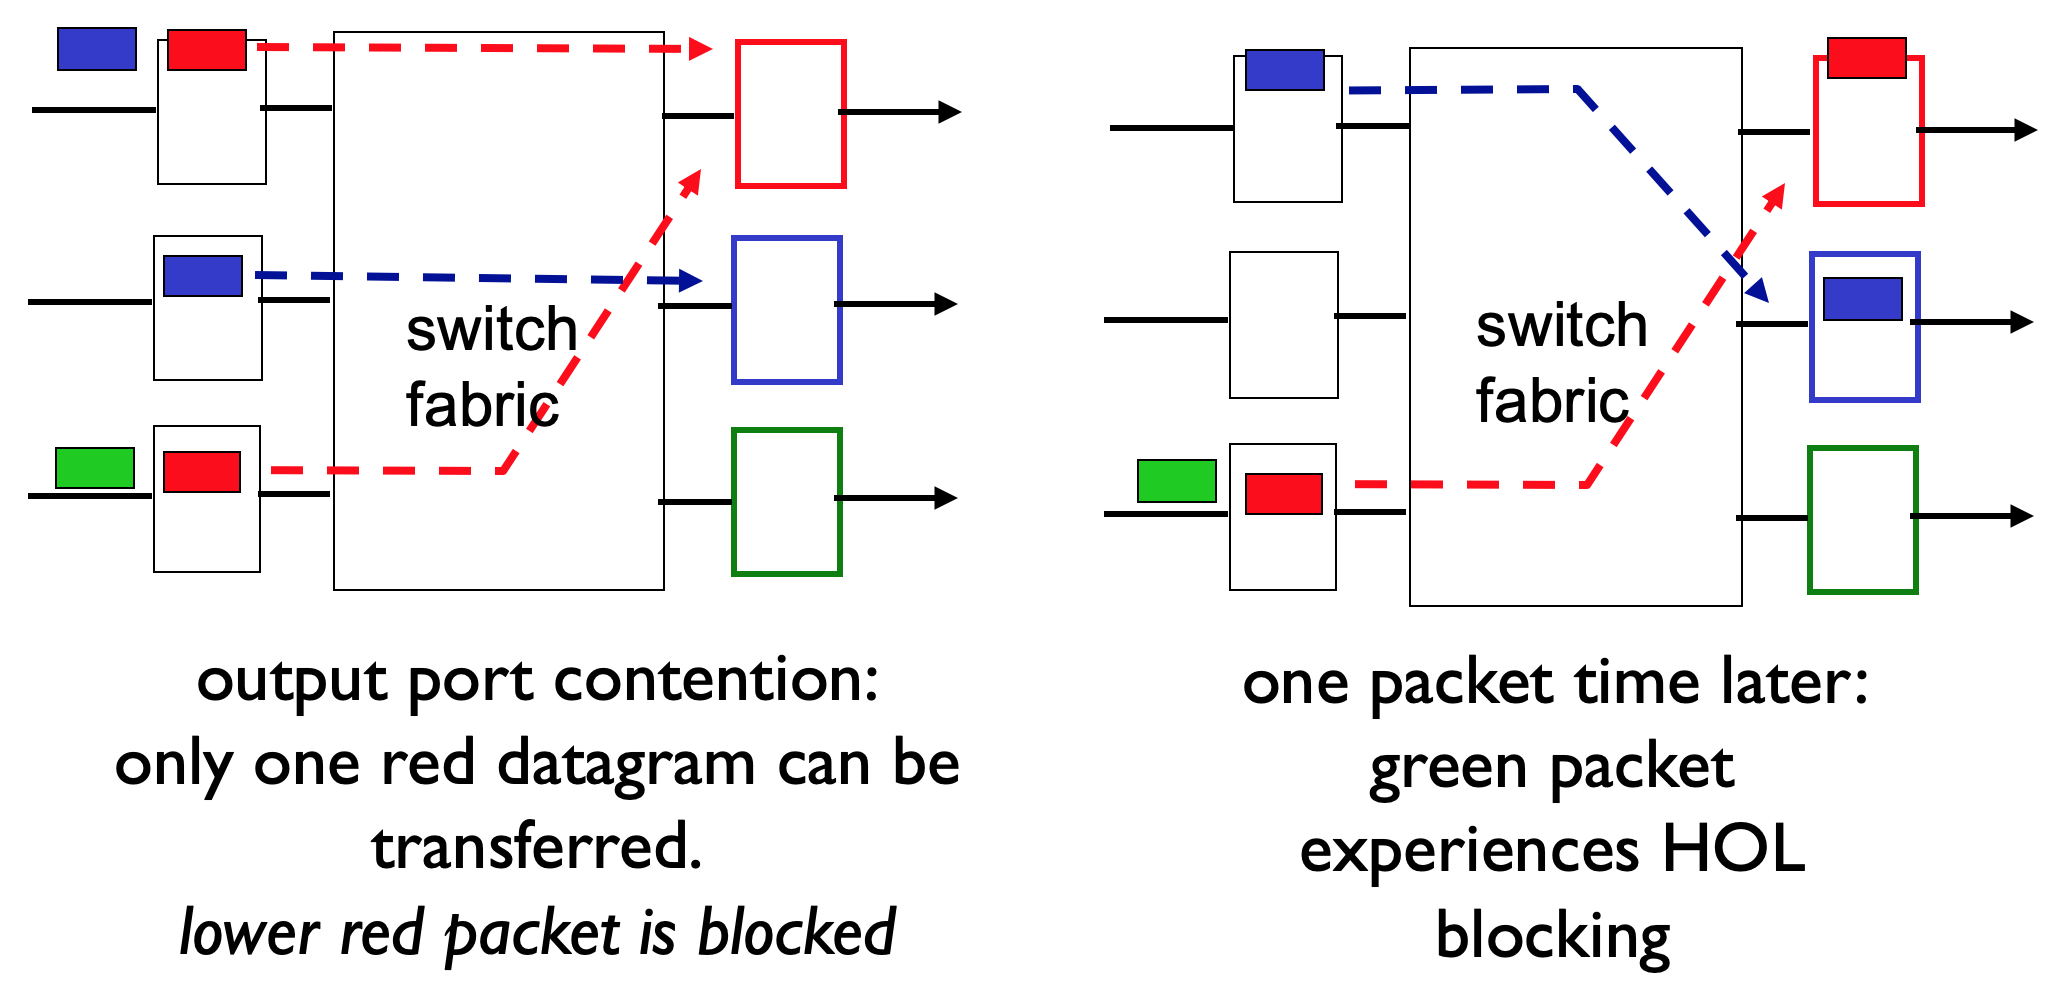 switch
fabric
output port contention:
only one red datagram can be
transferred.
lower red packet is blocked
switch
fabric
one packet time later:
green packet
experiences HOL
blocking